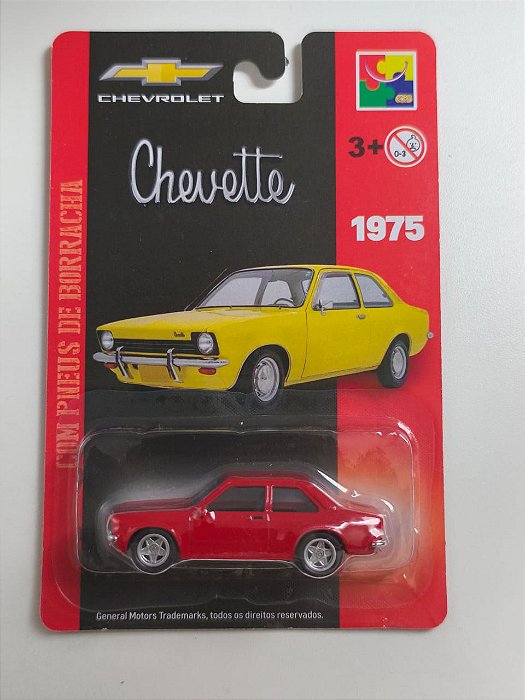 CHEVROLET
Chevette
3+
0-3
1975
COM PNEUS DE BORRACHA
General Motors Trademarks, todos os direitos reservados.